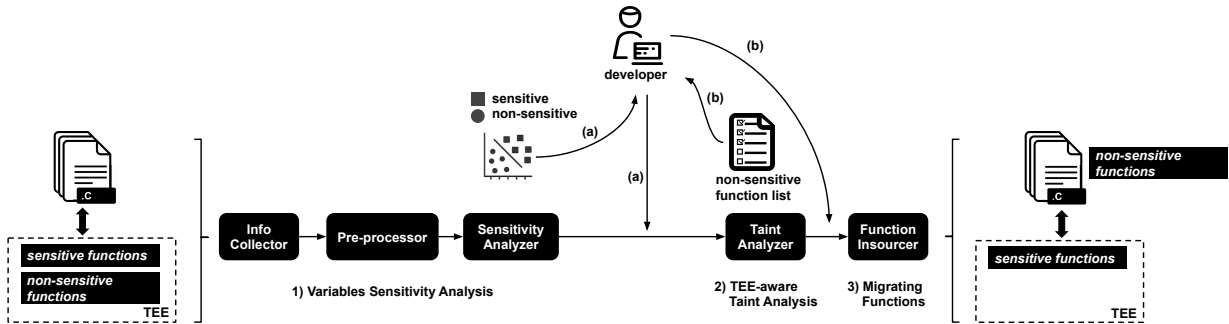 (b)
developer
sensitive
non-sensitive
(a)
(b)
(a)
non-sensitive
function list
.C
sensitive functions
non-sensitive
functions
TEE
Info
Collector
Pre-processor
Sensitivity
Analyzer
Taint
Analyzer
Function
Insourcer
1) Variables Sensitivity Analysis
2) TEE-aware
Taint Analysis
3) Migrating
Functions
.C
non-sensitive
functions
sensitive functions
TEE